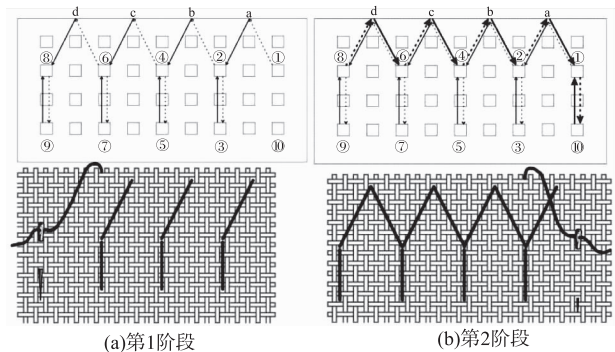 d c b a
⑧ ⑥ ④ ② ①
⑨ ⑦ ⑤ ③ ⑩
(a)第1阶段
d c b a
⑧ ⑥ ④ ② ①
⑨ ⑦ ⑤ ③ ⑩
(b)第2阶段